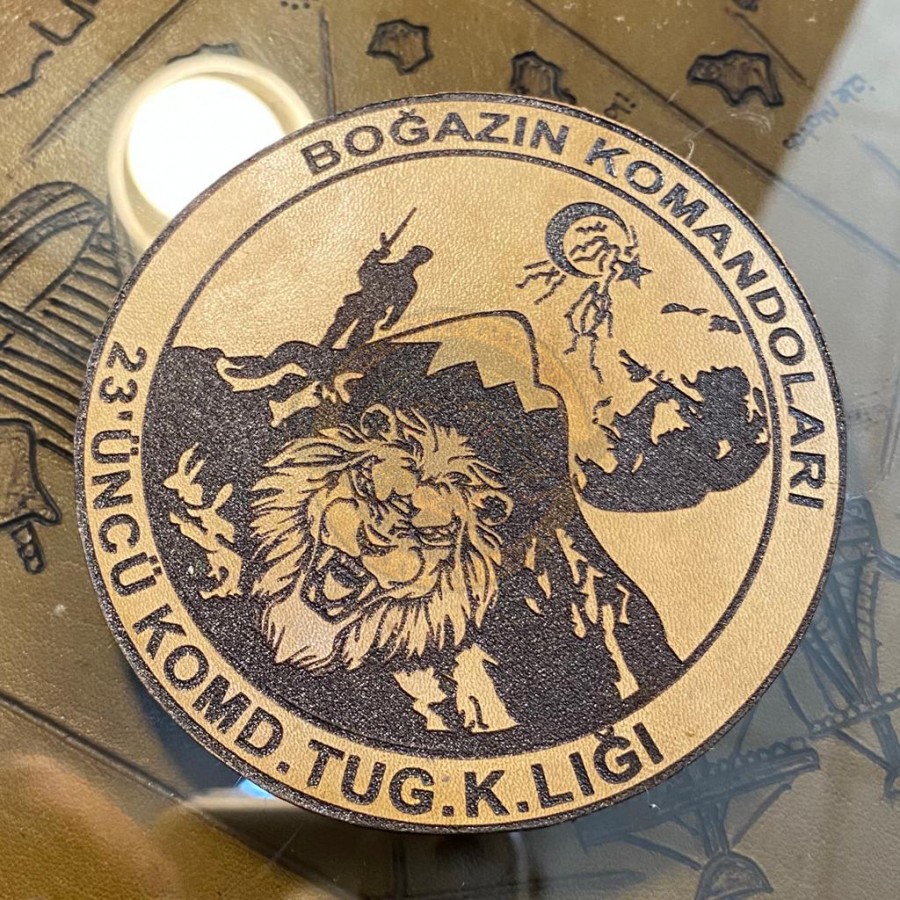 BOĞAZIN KOMANDOLARI
23'ÜNCÜ KOMD.TUG.K.LIĞI